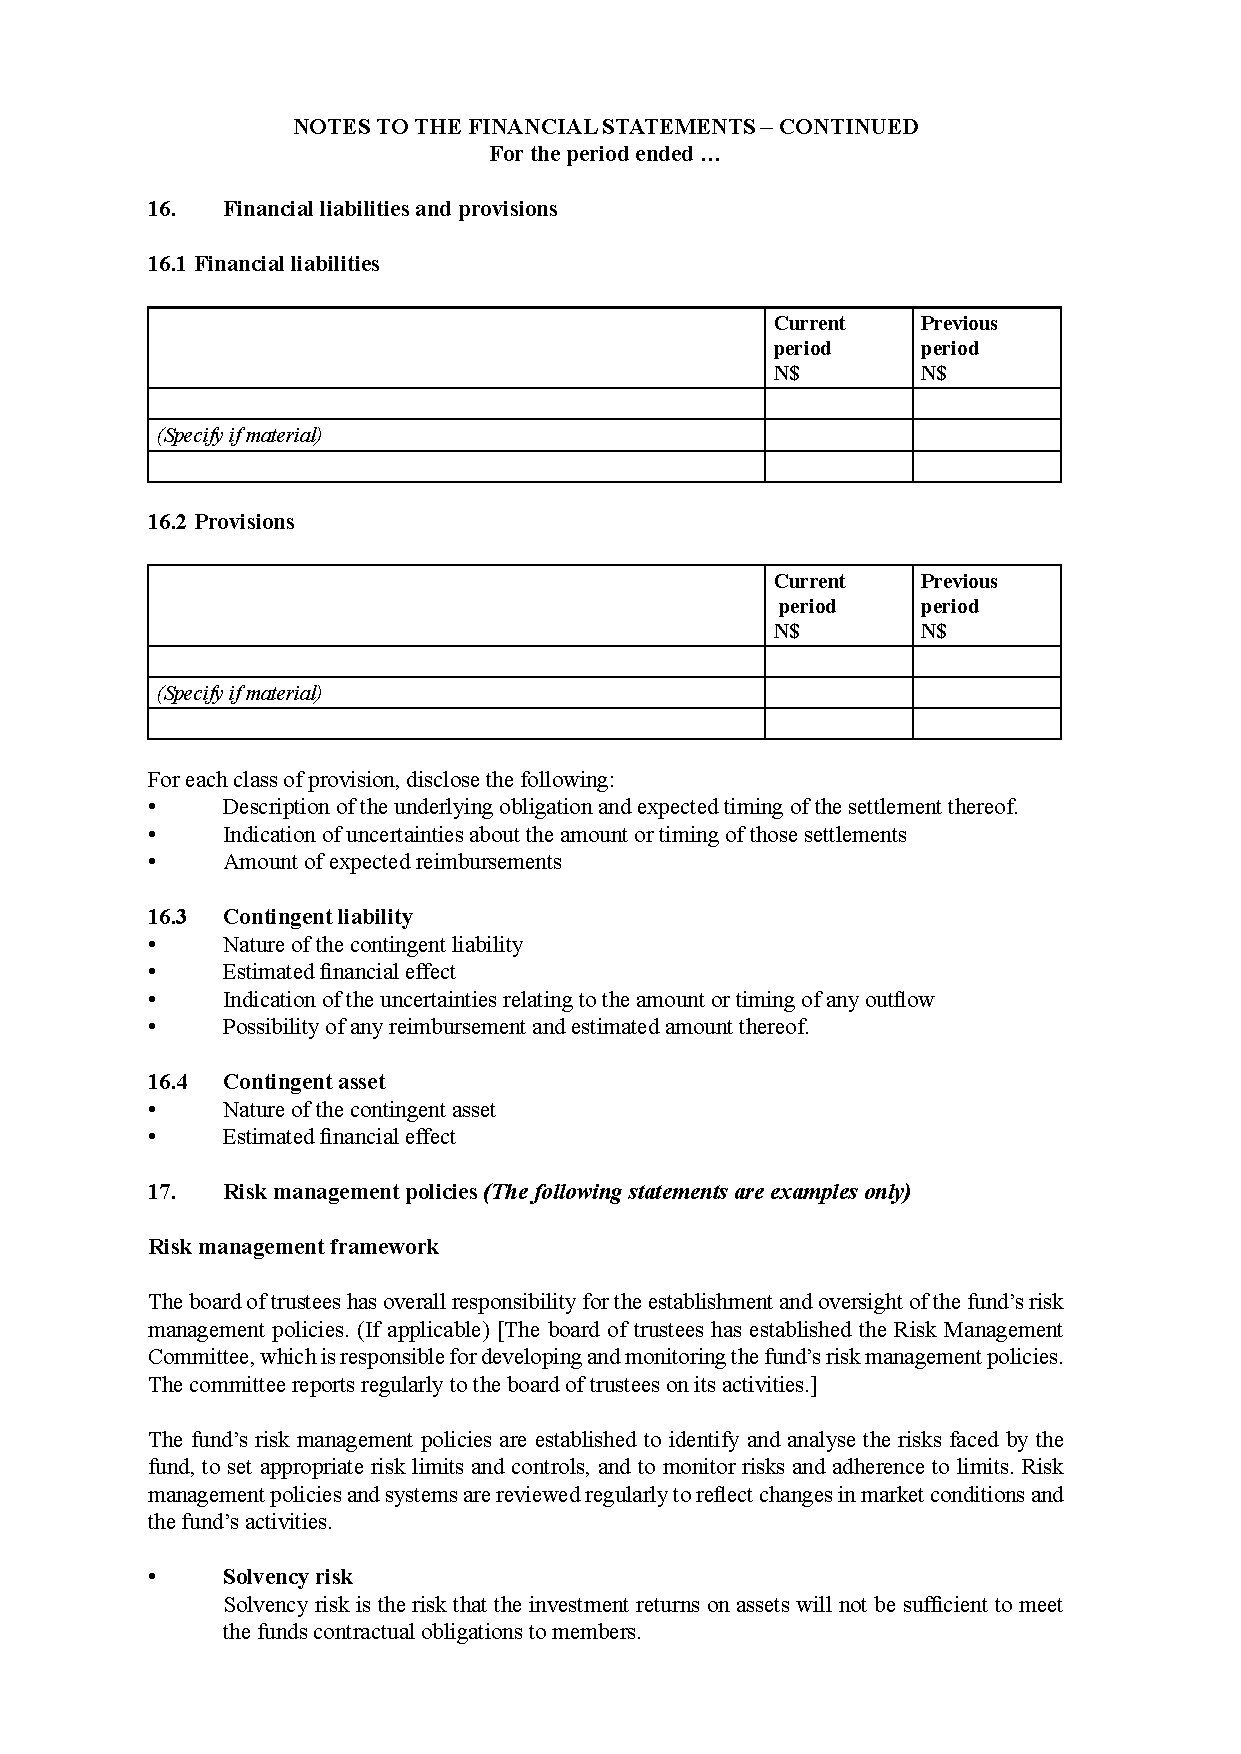 NOTES TO THE FINANCIAL STATEMENTS – CONTINUED
For the period ended …
16. Financial liabilities and provisions
16.1 Financial liabilities
Current period N$ Previous period N$
(Specify if material)
16.2 Provisions
Current period N$ Previous period N$
(Specify if material)
For each class of provision, disclose the following:
• Description of the underlying obligation and expected timing of the settlement thereof.
• Indication of uncertainties about the amount or timing of those settlements
• Amount of expected reimbursements
16.3 Contingent liability
• Nature of the contingent liability
• Estimated financial effect
• Indication of the uncertainties relating to the amount or timing of any outflow
• Possibility of any reimbursement and estimated amount thereof.
16.4 Contingent asset
• Nature of the contingent asset
• Estimated financial effect
17. Risk management policies (The following statements are examples only)
Risk management framework
The board of trustees has overall responsibility for the establishment and oversight of the fund’s risk
management policies. (If applicable) [The board of trustees has established the Risk Management
Committee, which is responsible for developing and monitoring the fund’s risk management policies.
The committee reports regularly to the board of trustees on its activities.]
The fund’s risk management policies are established to identify and analyse the risks faced by the
fund, to set appropriate risk limits and controls, and to monitor risks and adherence to limits. Risk
management policies and systems are reviewed regularly to reflect changes in market conditions and
the fund’s activities.
• Solvency risk
Solvency risk is the risk that the investment returns on assets will not be sufficient to meet
the funds contractual obligations to members.